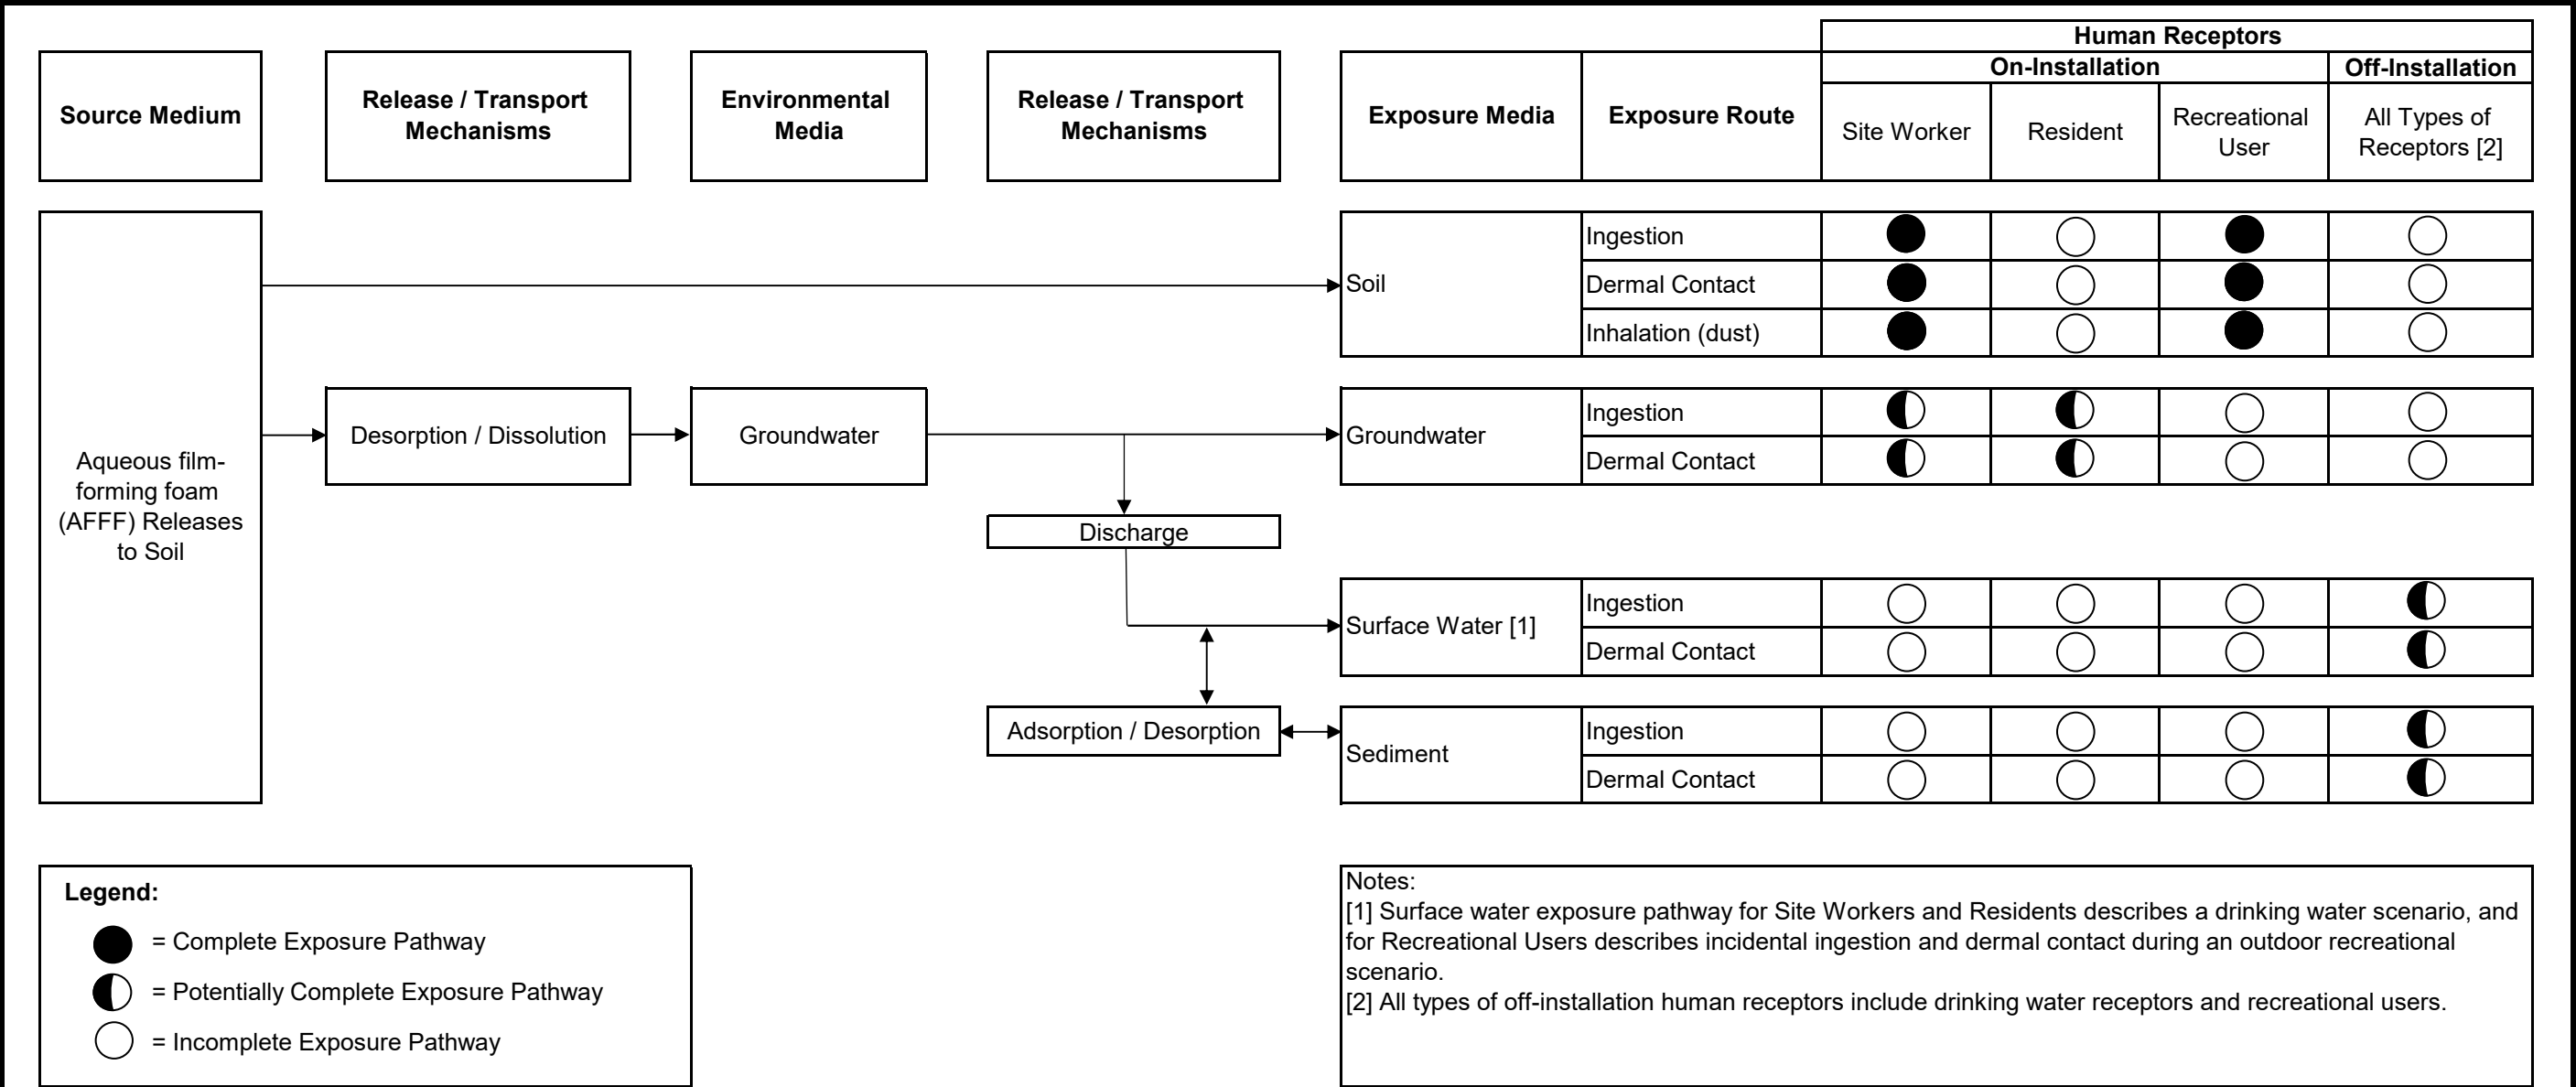 Human Receptors
On-Installation
Off-Installation
Source Medium
Release / Transport
Mechanisms
Environmental
Media
Release / Transport
Mechanisms
Exposure Media
Exposure Route
Site Worker
Resident
Recreational
User
All Types of
Receptors [2]
Aqueous film-
forming foam
(AFFF) Releases
to Soil
Soil
Ingestion
Dermal Contact
Inhalation (dust)
Desorption / Dissolution
Groundwater
Groundwater
Ingestion
Dermal Contact
Discharge
Surface Water [1]
Ingestion
Dermal Contact
Adsorption / Desorption
Sediment
Ingestion
Dermal Contact
Legend:
= Complete Exposure Pathway
= Potentially Complete Exposure Pathway
= Incomplete Exposure Pathway
Notes:
[1] Surface water exposure pathway for Site Workers and Residents describes a drinking water scenario, and
for Recreational Users describes incidental ingestion and dermal contact during an outdoor recreational
scenario.
[2] All types of off-installation human receptors include drinking water receptors and recreational users.